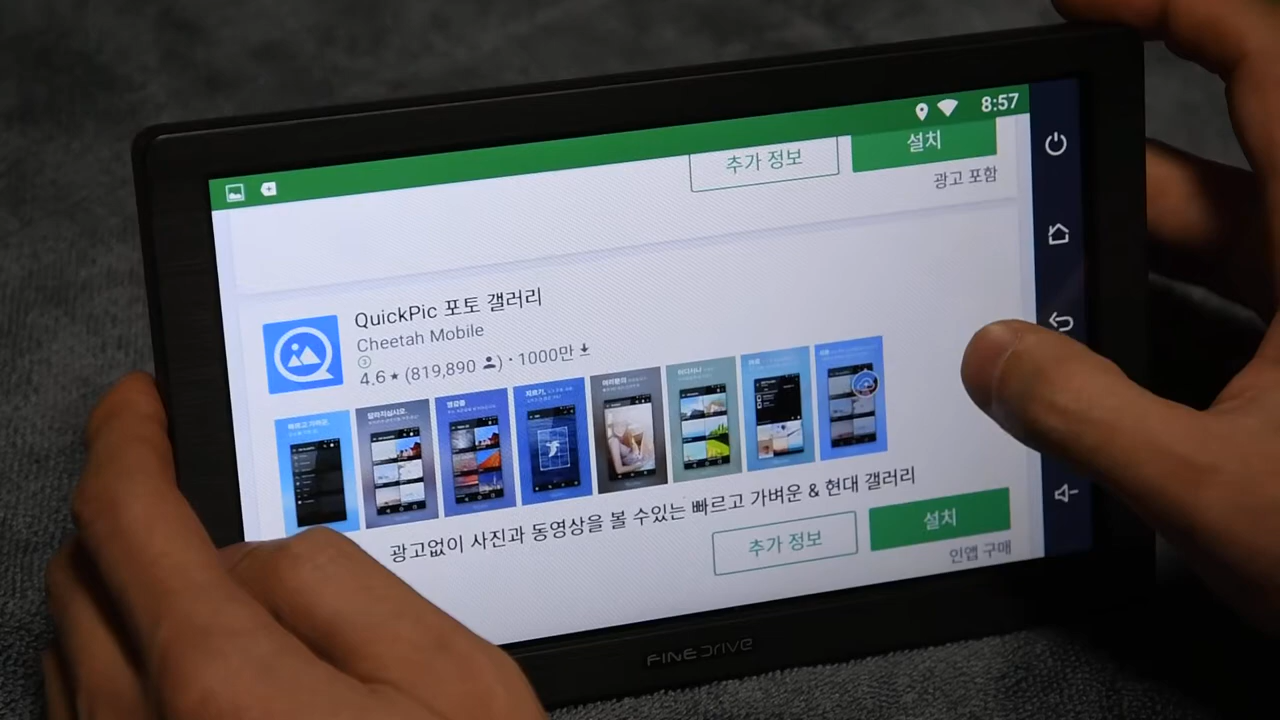 8:57
추가 정보
설치
광고 포함
QuickPic 포토 갤러리
Cheetah Mobile
3
4.6★ (819,890 ) • 1000만
광고없이 사진과 동영상을 볼 수있는 빠르고 가벼운 & 현대 갤러리
추가 정보
설치
인앱 구매
FINEDRIVE